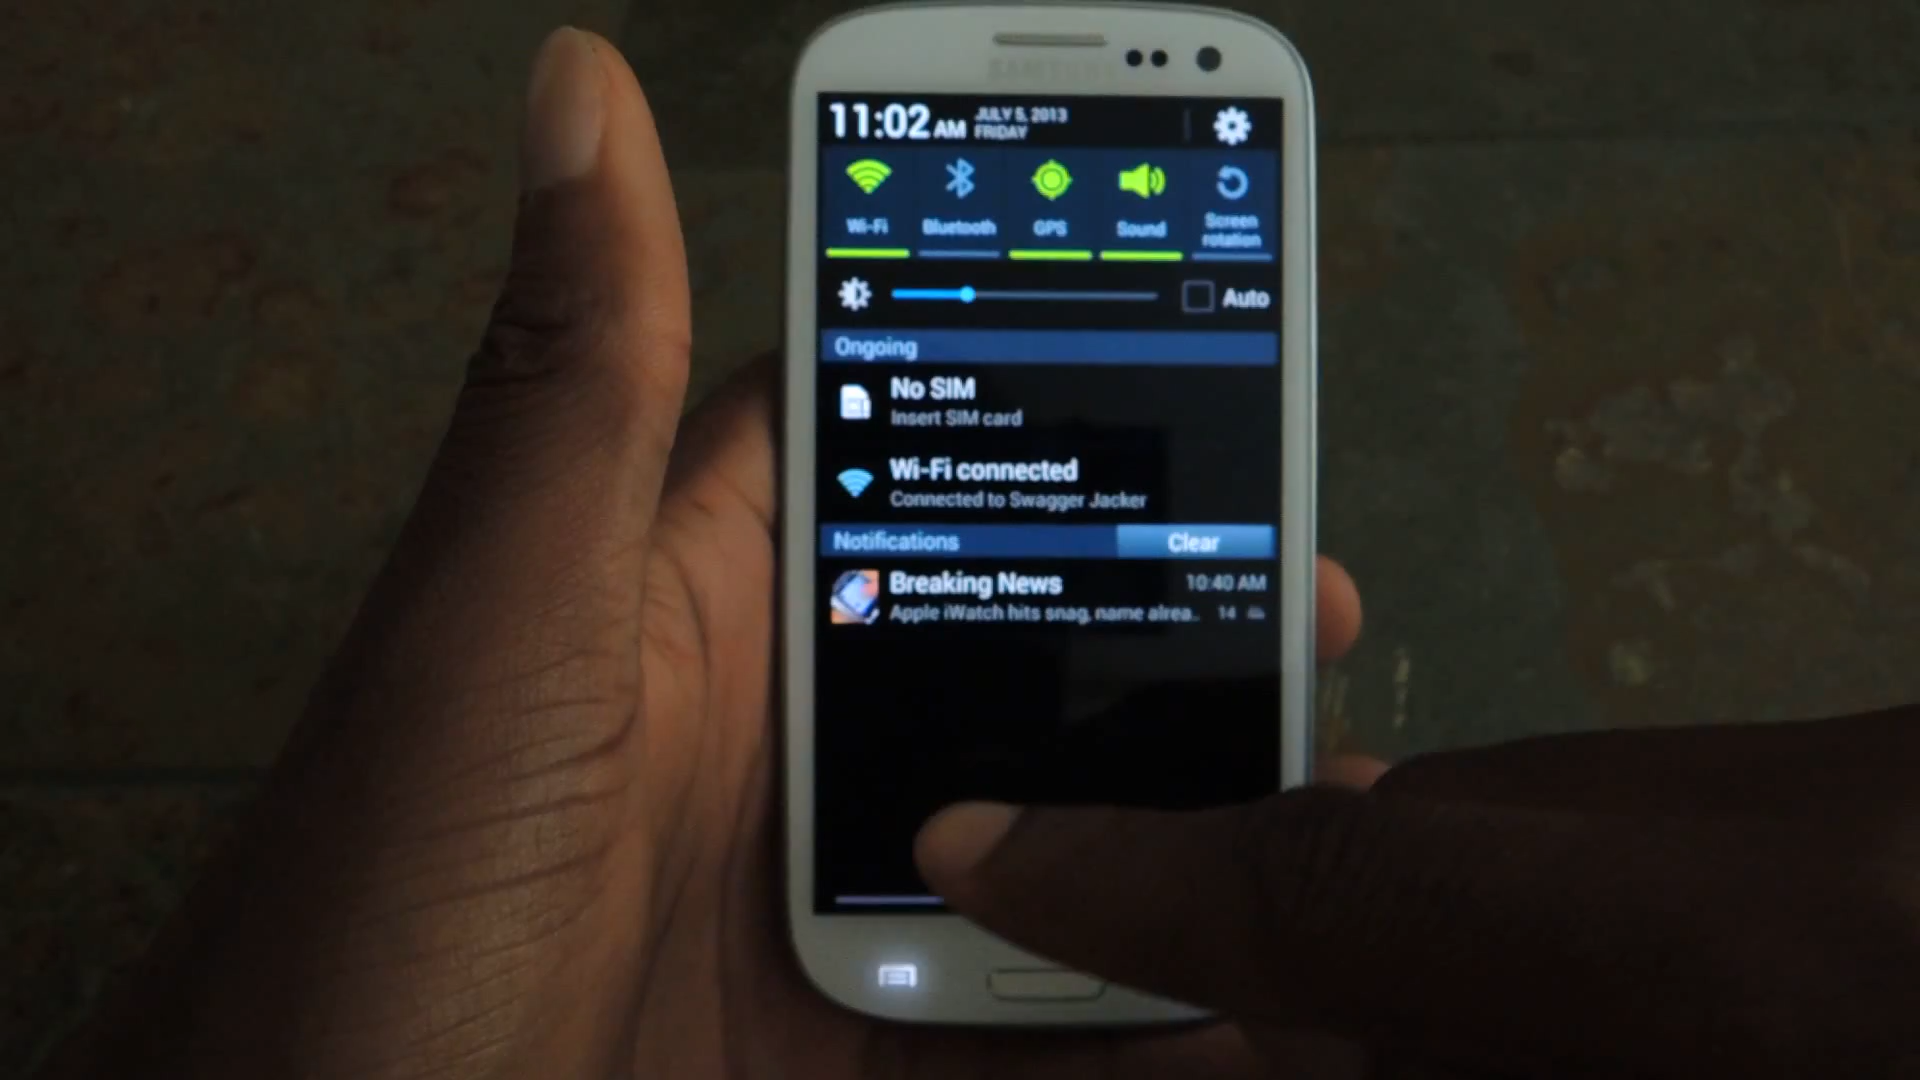 SAMSUNG
11:02 AM JULY 5, 2013
FRIDAY
Wi-Fi Bluetooth GPS Sound Screen rotation
Auto
Ongoing
No SIM
Insert SIM card
Wi-Fi connected
Connected to Swagger Jacker
Notifications Clear
Breaking News 10:40 AM
Apple iWatch hits snag, name alrea.. 14